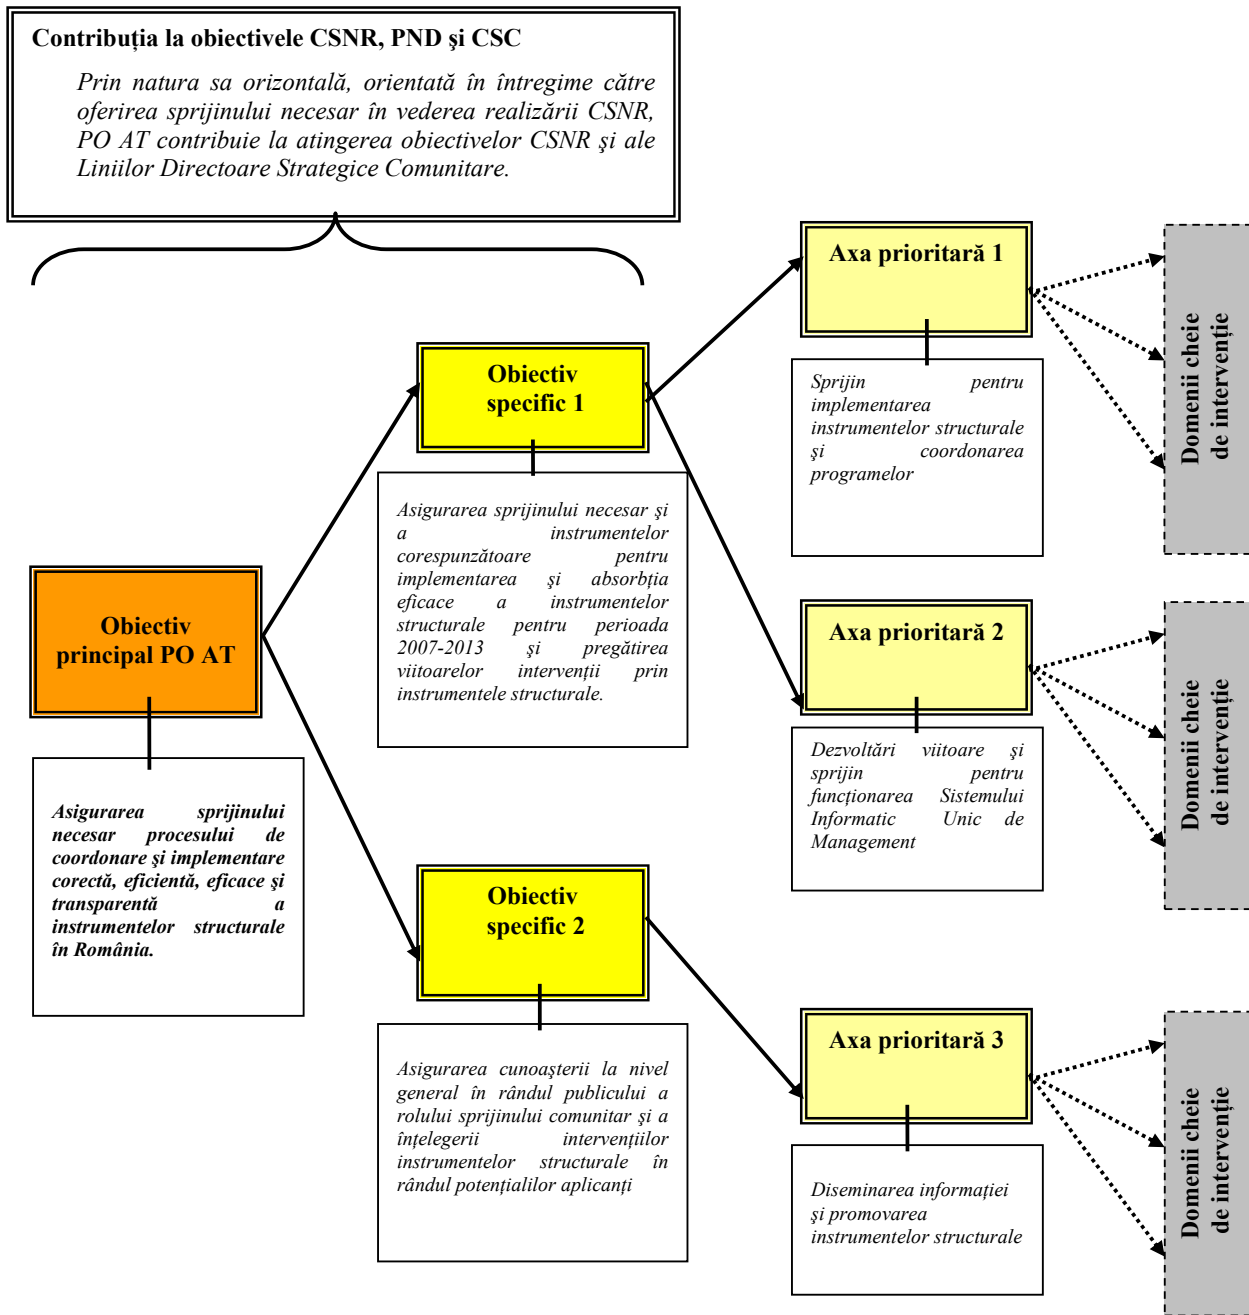 Contribuția la obiectivele CSNR, PND şi CSC
Prin natura sa orizontală, orientată în întregime către
oferirea sprijinului necesar în vederea realizării CSNR,
PO AT contribuie la atingerea obiectivelor CSNR şi ale
Liniilor Directoare Strategice Comunitare.
Obiectiv
principal PO AT
Asigurarea sprijinului
necesar procesului de
coordonare şi implementare
corectă, eficientă, eficace şi
transparentă a
instrumentelor structurale
în România.
Obiectiv
specific 1
Asigurarea sprijinului necesar şi
a instrumentelor
corespunzătoare pentru
implementarea şi absorbția
eficace a instrumentelor
structurale pentru perioada
2007-2013 şi pregătirea
viitoarelor intervenții prin
instrumentele structurale.
Obiectiv
specific 2
Asigurarea cunoaşterii la nivel
general în rândul publicului a
rolului sprijinului comunitar şi a
înțelegerii intervențiilor
instrumentelor structurale în
rândul potențialilor aplicanți
Axa prioritară 1
Sprijin pentru
implementarea
instrumentelor structurale
şi coordonarea
programelor
Domenii cheie
de intervenție
Axa prioritară 2
Dezvoltări viitoare şi
sprijin pentru
funcționarea Sistemului
Informatic Unic de
Management
Domenii cheie
de intervenție
Axa prioritară 3
Diseminarea informației
şi promovarea
instrumentelor structurale
Domenii cheie
de intervenție